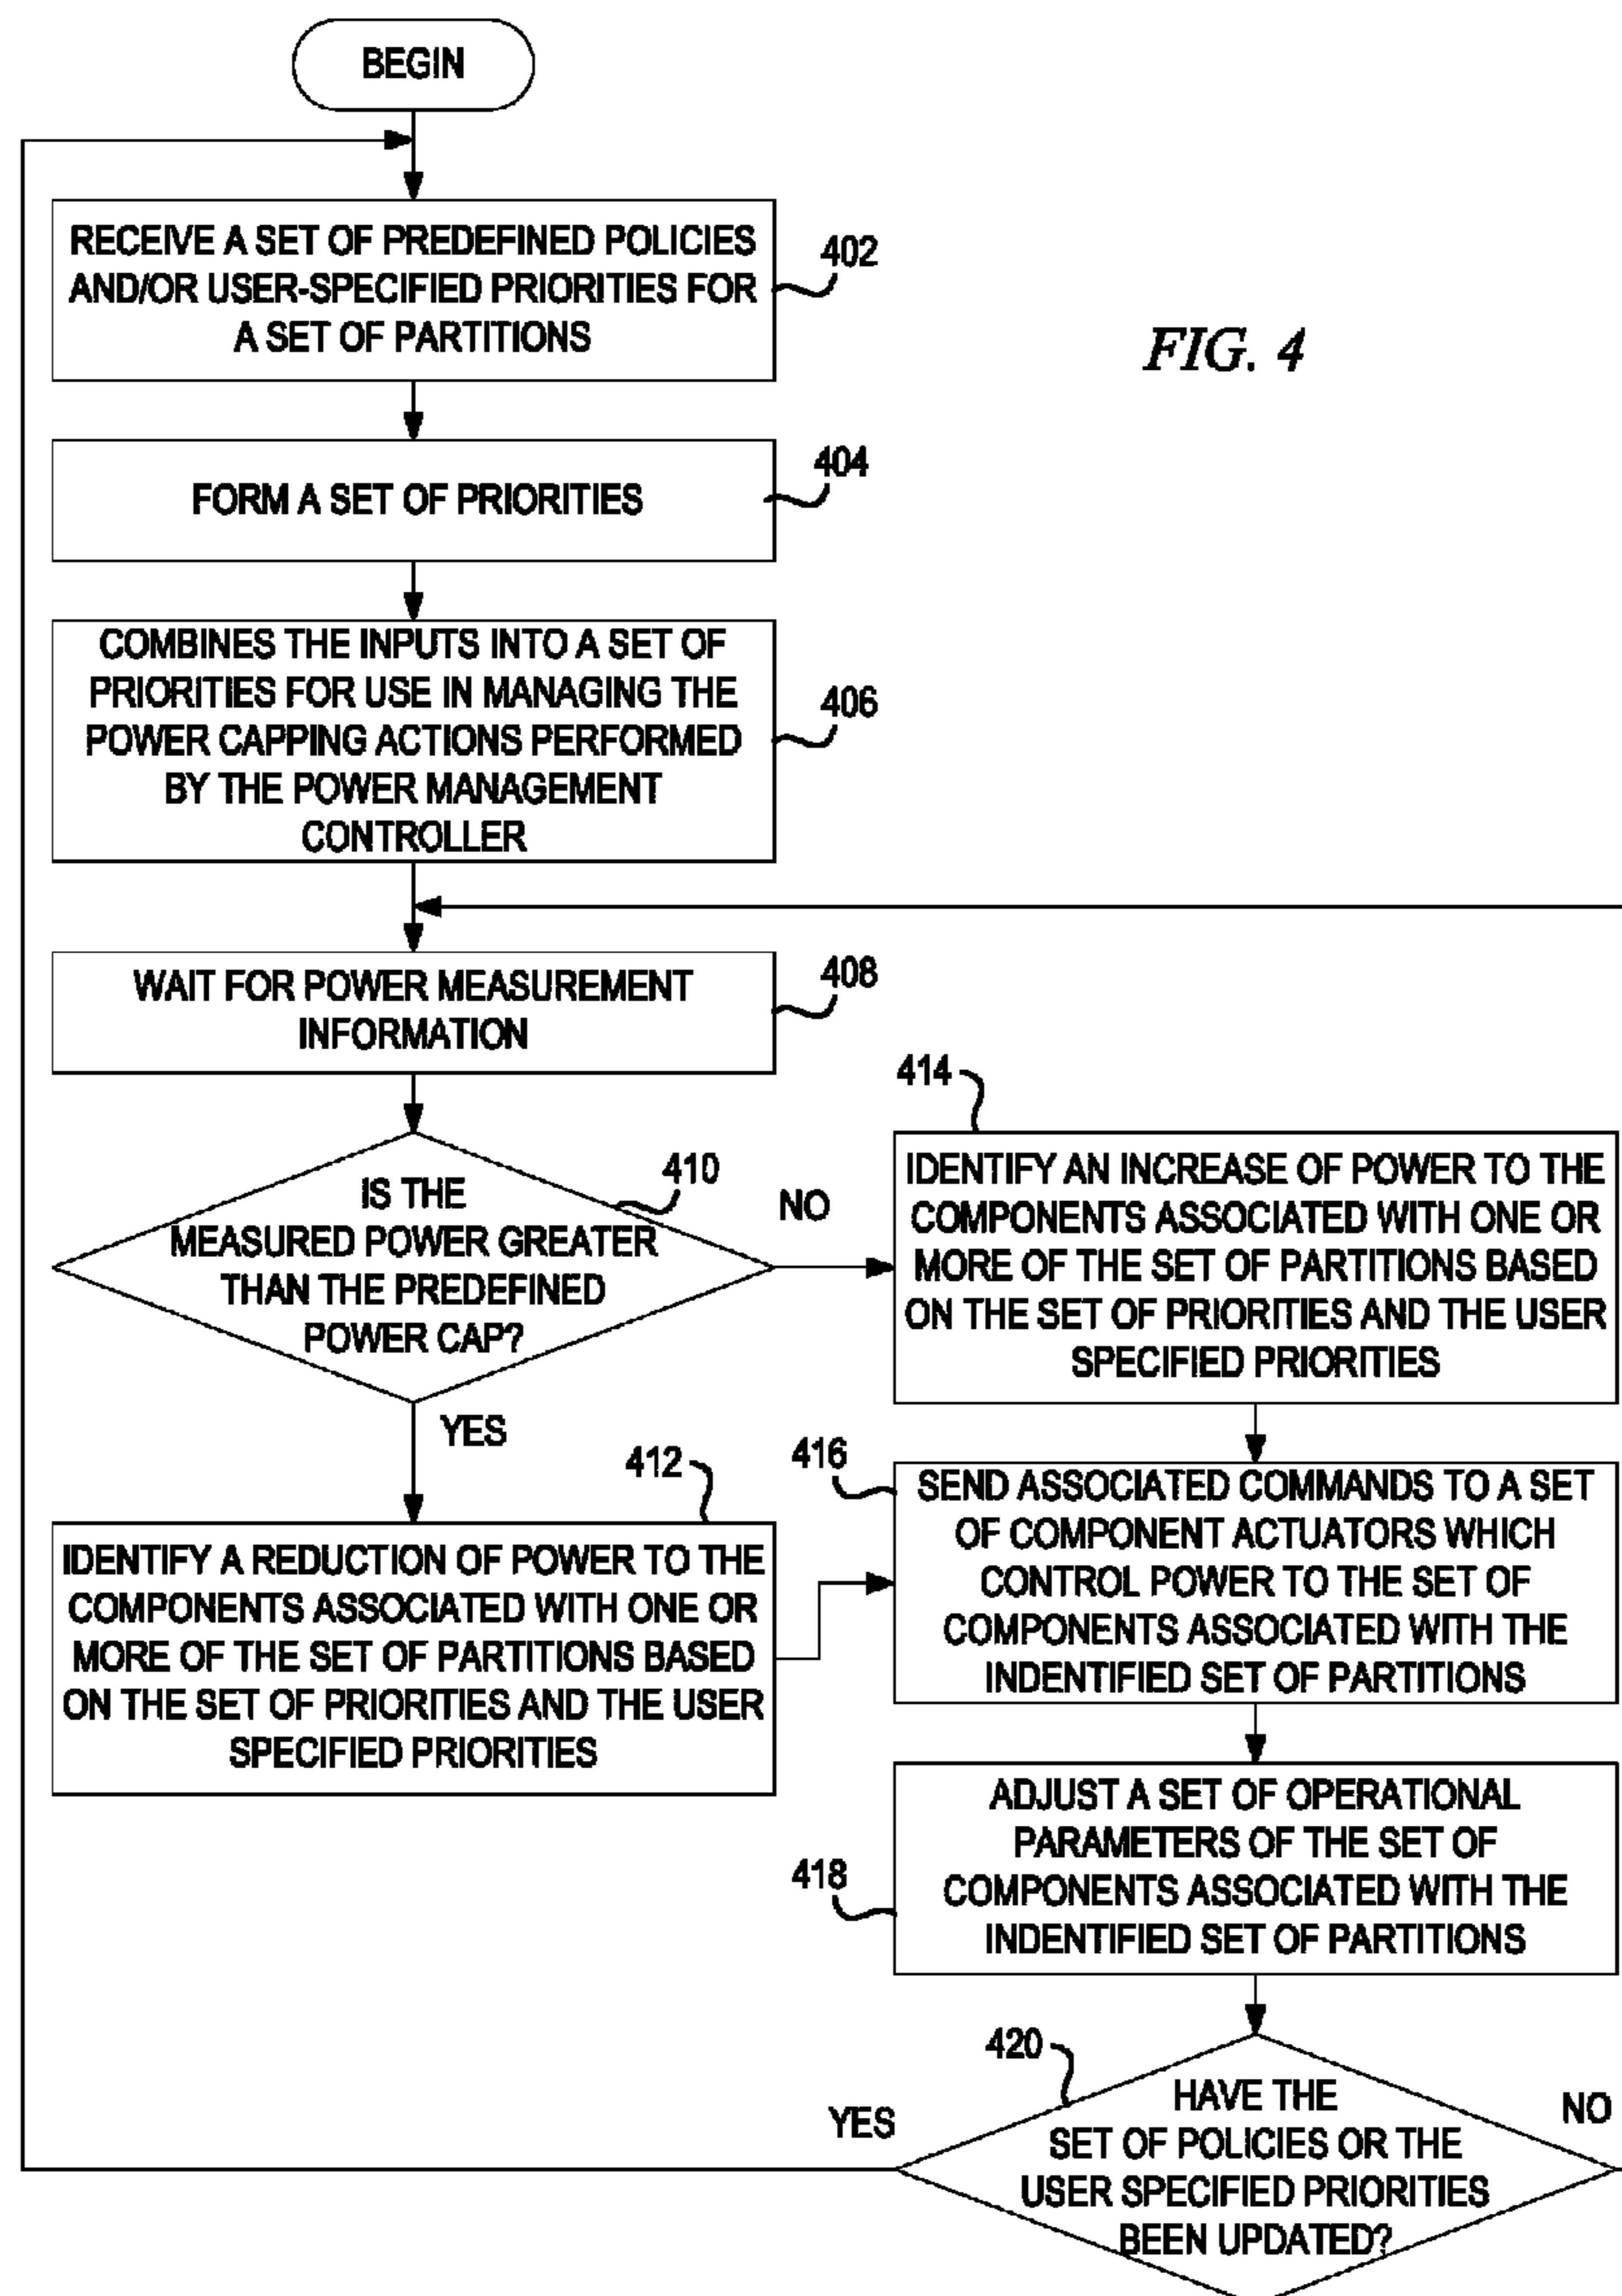 BEGIN
RECEIVE A SET OF PREDEFINED POLICIES
AND/OR USER-SPECIFIED PRIORITIES FOR
A SET OF PARTITIONS
402
FIG. 4
FORM A SET OF PRIORITIES
404
COMBINES THE INPUTS INTO A SET OF
PRIORITIES FOR USE IN MANAGING THE
POWER CAPPING ACTIONS PERFORMED
BY THE POWER MANAGEMENT
CONTROLLER
406
WAIT FOR POWER MEASUREMENT
INFORMATION
408
IS THE
MEASURED POWER GREATER
THAN THE PREDEFINED
POWER CAP?
410
NO
YES
414
IDENTIFY AN INCREASE OF POWER TO THE
COMPONENTS ASSOCIATED WITH ONE OR
MORE OF THE SET OF PARTITIONS BASED
ON THE SET OF PRIORITIES AND THE USER
SPECIFIED PRIORITIES
412
IDENTIFY A REDUCTION OF POWER TO THE
COMPONENTS ASSOCIATED WITH ONE OR
MORE OF THE SET OF PARTITIONS BASED
ON THE SET OF PRIORITIES AND THE USER
SPECIFIED PRIORITIES
416
SEND ASSOCIATED COMMANDS TO A SET
OF COMPONENT ACTUATORS WHICH
CONTROL POWER TO THE SET OF
COMPONENTS ASSOCIATED WITH THE
INDENTIFIED SET OF PARTITIONS
418
ADJUST A SET OF OPERATIONAL
PARAMETERS OF THE SET OF
COMPONENTS ASSOCIATED WITH THE
INDENTIFIED SET OF PARTITIONS
420
HAVE THE
SET OF POLICIES OR THE
USER SPECIFIED PRIORITIES
BEEN UPDATED?
YES
NO